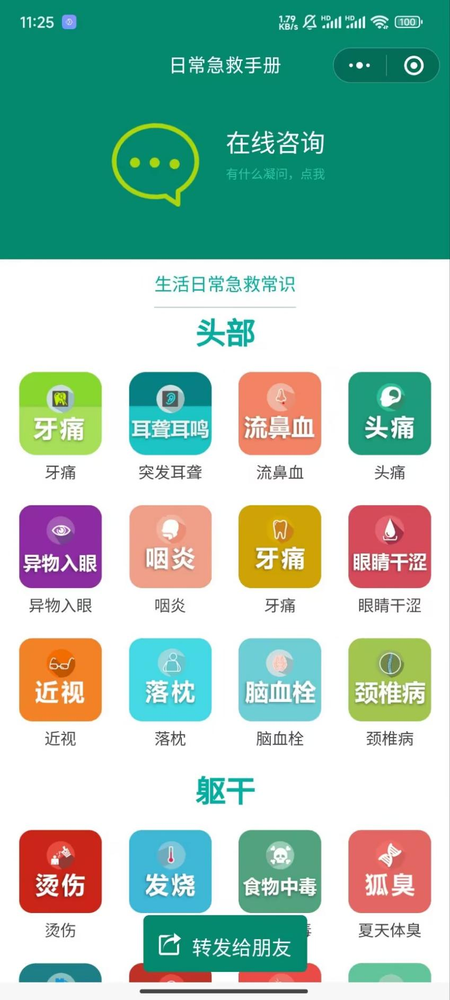 11:25
1.79
KB/s
HD
HD
100
日常急救手册
在线咨询
有什么凝问，点我
生活日常急救常识
头部
牙痛
耳聋耳鸣
流鼻血
头痛
牙痛
突发耳聋
流鼻血
头痛
异物入眼
咽炎
牙痛
眼睛干涩
异物入眼
咽炎
牙痛
眼睛干涩
近视
落枕
脑血栓
颈椎病
近视
落枕
脑血栓
颈椎病
躯干
烫伤
发烧
食物中毒
狐臭
烫伤
夏天体臭
转发给朋友